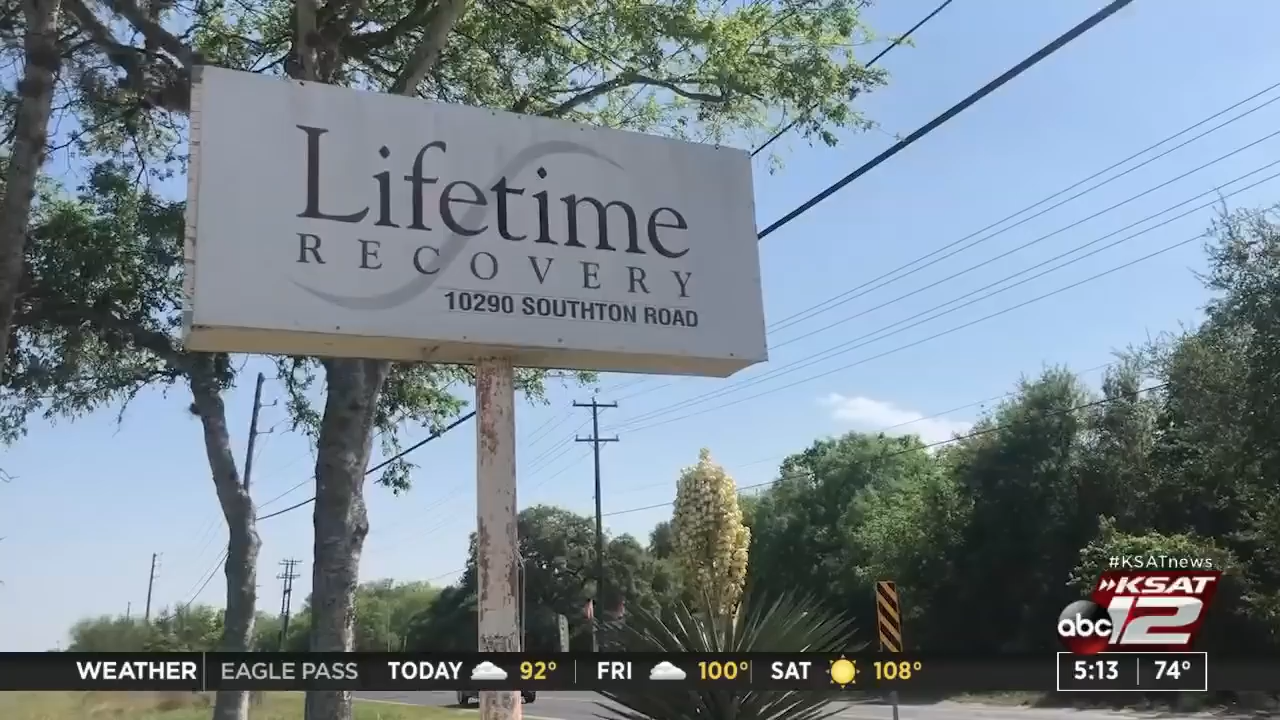 Lifetime
RECOVERY
10290 SOUTHTON ROAD
#KSATnews
KSAT
abc 12
WEATHER EAGLE PASS TODAY 92° FRI 100° SAT 108°
5:13 74°